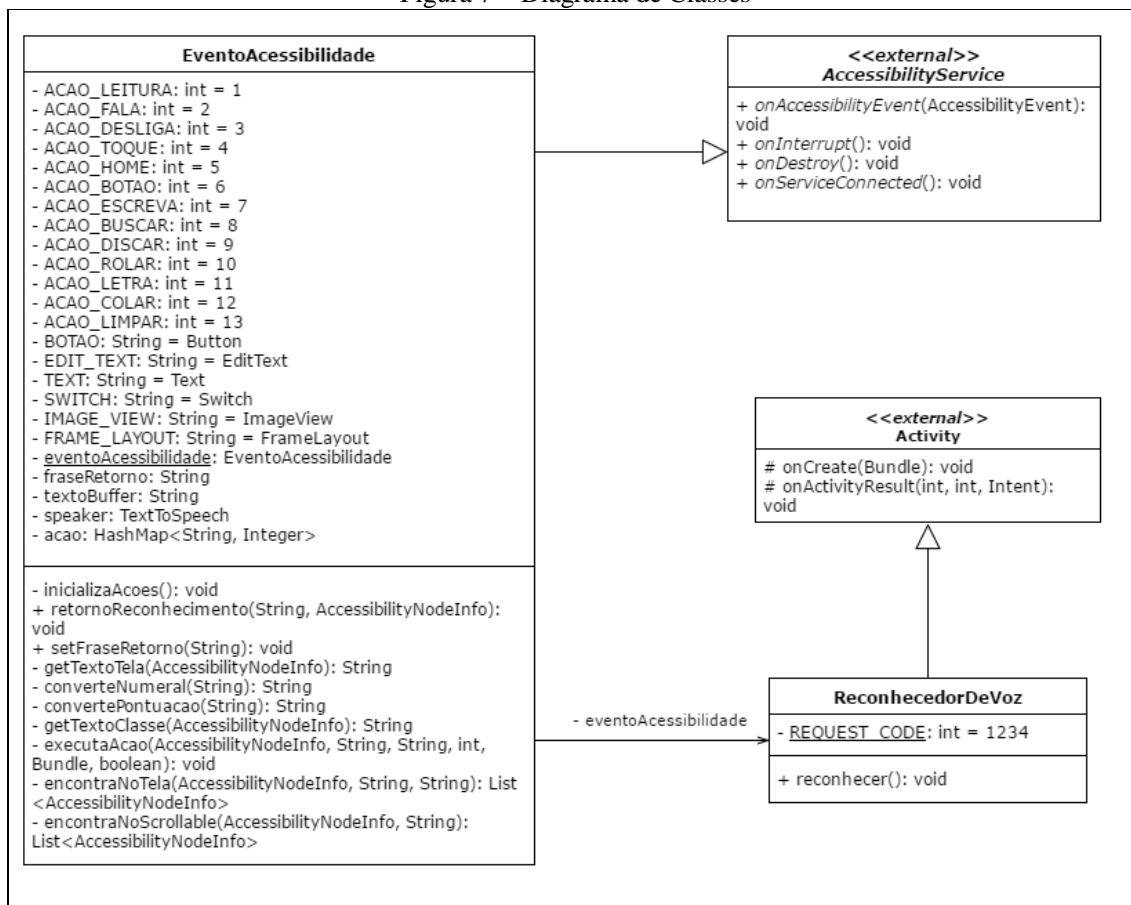 Figura 7 – Diagrama de Classes
EventoAcessibilidade
- ACAO_LEITURA: int = 1
- ACAO_FALA: int = 2
- ACAO_DESLIGA: int = 3
- ACAO_TOQUE: int = 4
- ACAO_HOME: int = 5
- ACAO_BOTAO: int = 6
- ACAO_ESCREVA: int = 7
- ACAO_BUSCAR: int = 8
- ACAO_DISCAR: int = 9
- ACAO_ROLAR: int = 10
- ACAO_LETRA: int = 11
- ACAO_COLAR: int = 12
- ACAO_LIMPAR: int = 13
- BOTAO: String = Button
- EDIT_TEXT: String = EditText
- TEXT: String = Text
- SWITCH: String = Switch
- IMAGE_VIEW: String = ImageView
- FRAME_LAYOUT: String = FrameLayout
- eventoAcessibilidade: EventoAcessibilidade
- fraseRetorno: String
- textoBuffer: String
- speaker: TextToSpeech
- acao: HashMap<String, Integer>
- inicializaAcoes(): void
+ retornoReconhecimento(String, AccessibilityNodeInfo):
void
+ setFraseRetorno(String): void
- getTextoTela(AccessibilityNodeInfo): String
- converteNumeral(String): String
- convertePontuacao(String): String
- getTextoClasse(AccessibilityNodeInfo): String
- executaAcao(AccessibilityNodeInfo, String, String, int,
Bundle, boolean): void
- encontraNoTela(AccessibilityNodeInfo, String, String): List
<AccessibilityNodeInfo>
- encontraNoScrollable(AccessibilityNodeInfo, String):
List<AccessibilityNodeInfo>
<<external>>
AccessibilityService
+ onAccessibilityEvent(AccessibilityEvent):
void
+ onInterrupt(): void
+ onDestroy(): void
+ onServiceConnected(): void
<<external>>
Activity
# onCreate(Bundle): void
# onActivityResult(int, int, Intent):
void
- eventoAcessibilidade
ReconhecedorDeVoz
- REQUEST_CODE: int = 1234
+ reconhecer(): void